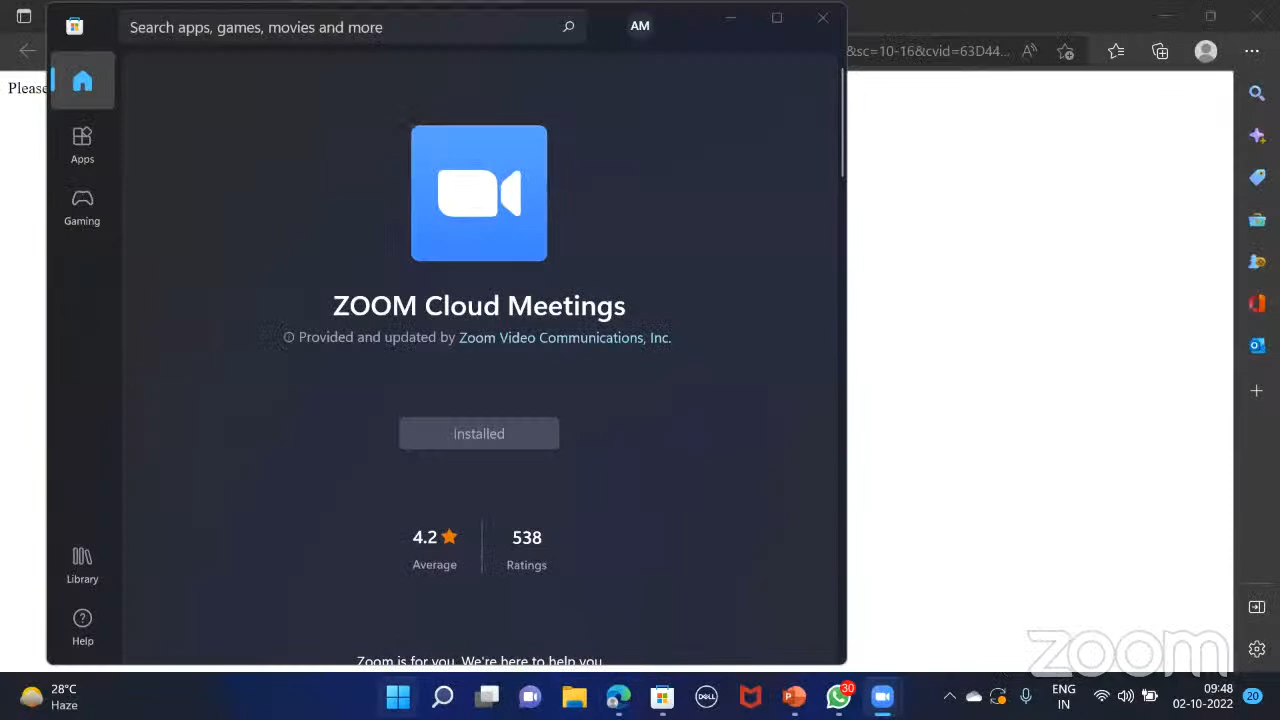 Search apps, games, movies and more
AM
&sc=10-16&cvid=63D44...
Please
Apps
Gaming
ZOOM Cloud Meetings
Provided and updated by Zoom Video Communications, Inc.
Installed
4.2
538
Average
Ratings
Library
Help
Zoom is for you. We're here to help you
zoom
28°C
Haze
DELL
30
ENG
IN
09:48
02-10-2022
20